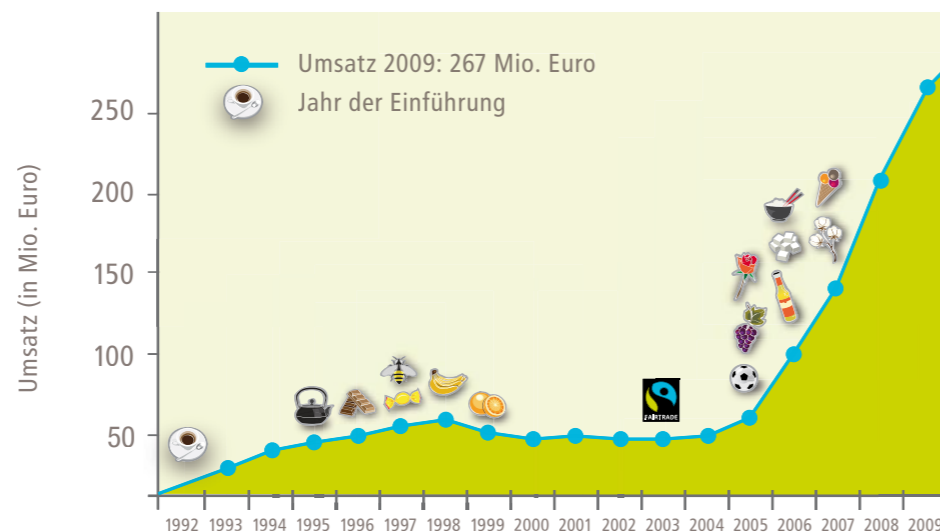 Umsatz 2009: 267 Mio. Euro
Jahr der Einführung
Umsatz (in Mio. Euro)
250
200
150
100
50
FAIRTRADE
1992 1993 1994 1995 1996 1997 1998 1999 2000 2001 2002 2003 2004 2005 2006 2007 2008 2009